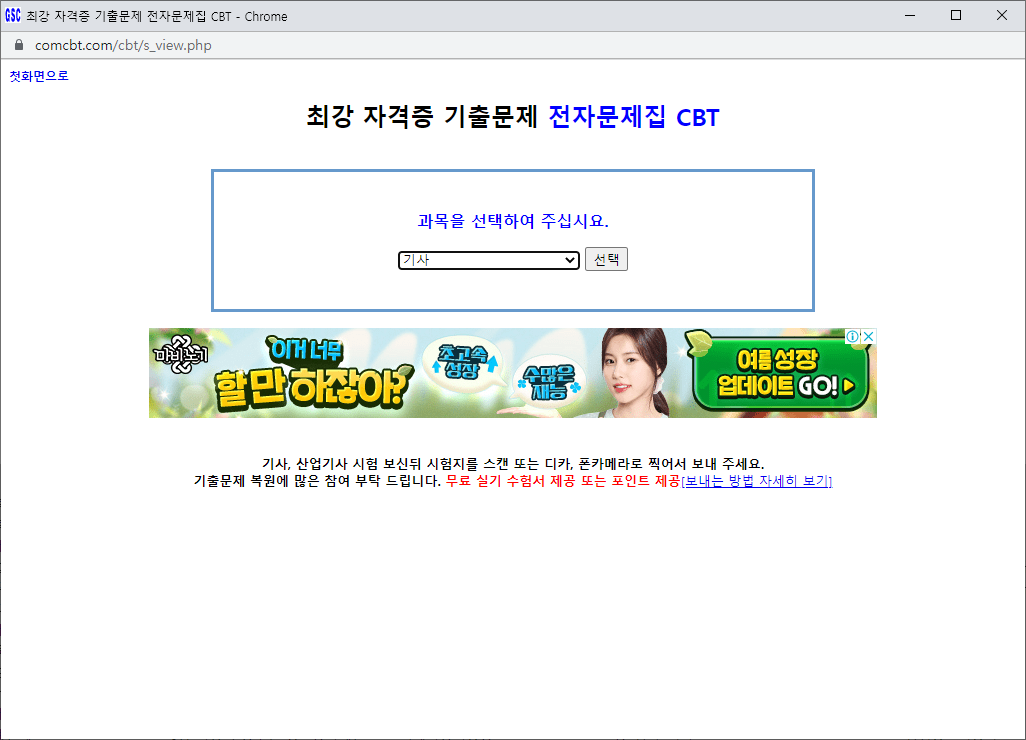 GSC 최강 자격증 기출문제 전자문제집 CBT - Chrome
comcbt.com/cbt/s_view.php
첫화면으로
최강 자격증 기출문제 전자문제집 CBT
과목을 선택하여 주십시요.
기사 선택
마비노기
이거 너무
할만 하잖아?
초고속
성장
수많은
재능
여름 성장
업데이트 GO!
기사, 산업기사 시험 보신뒤 시험지를 스캔 또는 디카, 폰카메라로 찍어서 보내 주세요.
기출문제 복원에 많은 참여 부탁 드립니다. 무료 실기 수험서 제공 또는 포인트 제공[보내는 방법 자세히 보기]